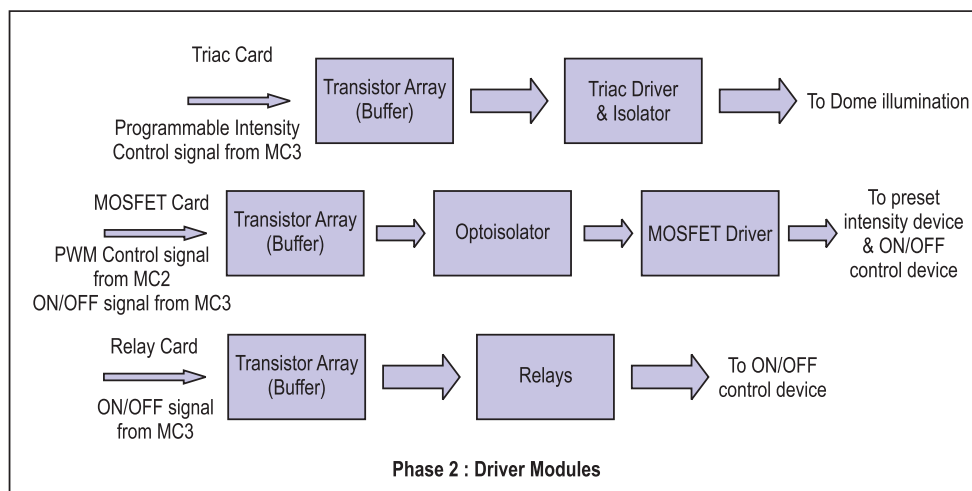 Triac Card
Programmable Intensity
Control signal from MC3
Transistor Array
(Buffer)
Triac Driver
& Isolator
To Dome illumination
MOSFET Card
PWM Control signal
from MC2
ON/OFF signal from MC3
Transistor Array
(Buffer)
Optoisolator
MOSFET Driver
To preset
intensity device
& ON/OFF
control device
Relay Card
ON/OFF signal
from MC3
Transistor Array
(Buffer)
Relays
To ON/OFF
control device
Phase 2 : Driver Modules